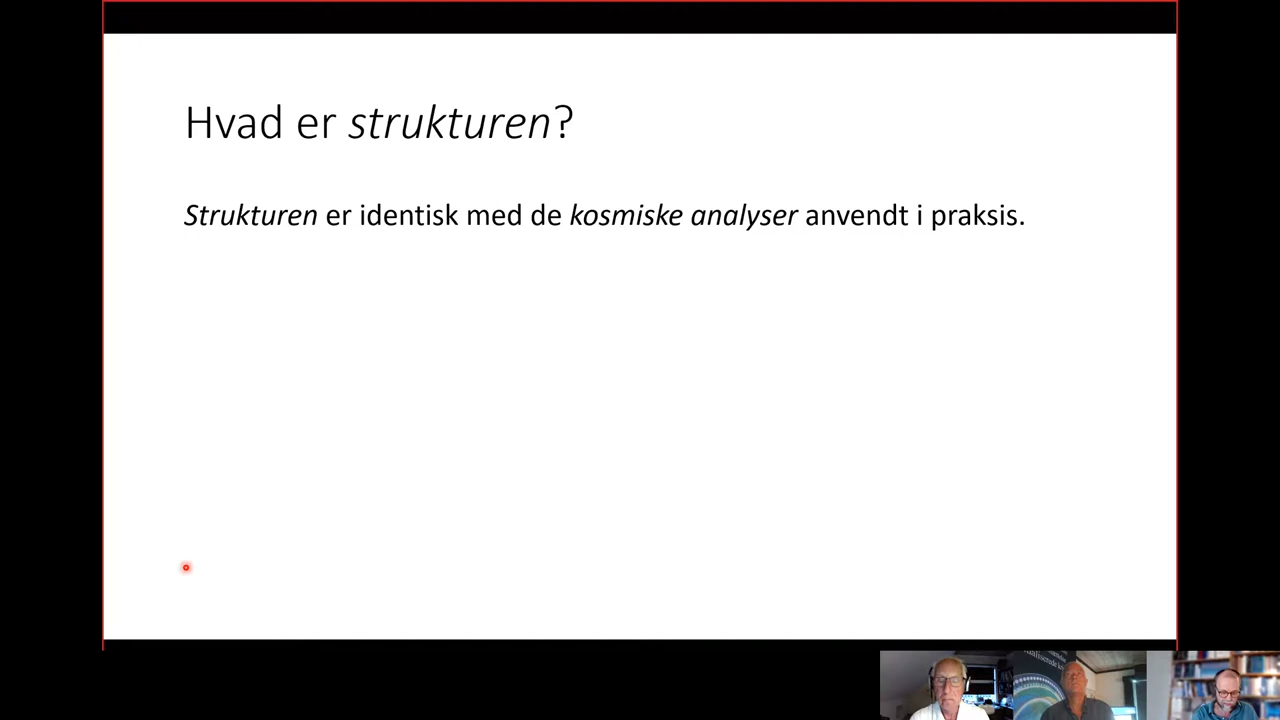 Hvad er strukturen?
Strukturen er identisk med de kosmiske analyser anvendt i praksis.